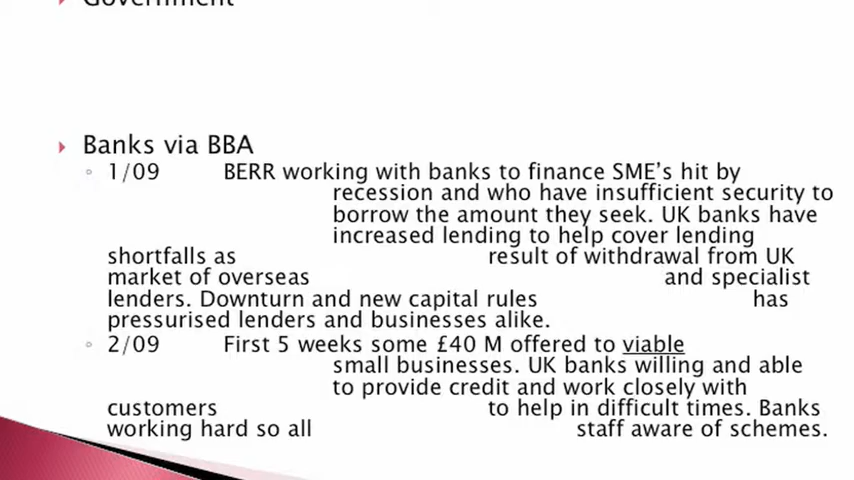 Government
Banks via BBA
1/09 BERR working with banks to finance SME's hit by
recession and who have insufficient security to
borrow the amount they seek. UK banks have
increased lending to help cover lending
shortfalls as result of withdrawal from UK
market of overseas and specialist
lenders. Downturn and new capital rules has
pressurised lenders and businesses alike.
2/09 First 5 weeks some £40 M offered to viable
small businesses. UK banks willing and able
to provide credit and work closely with
customers to help in difficult times. Banks
working hard so all staff aware of schemes.